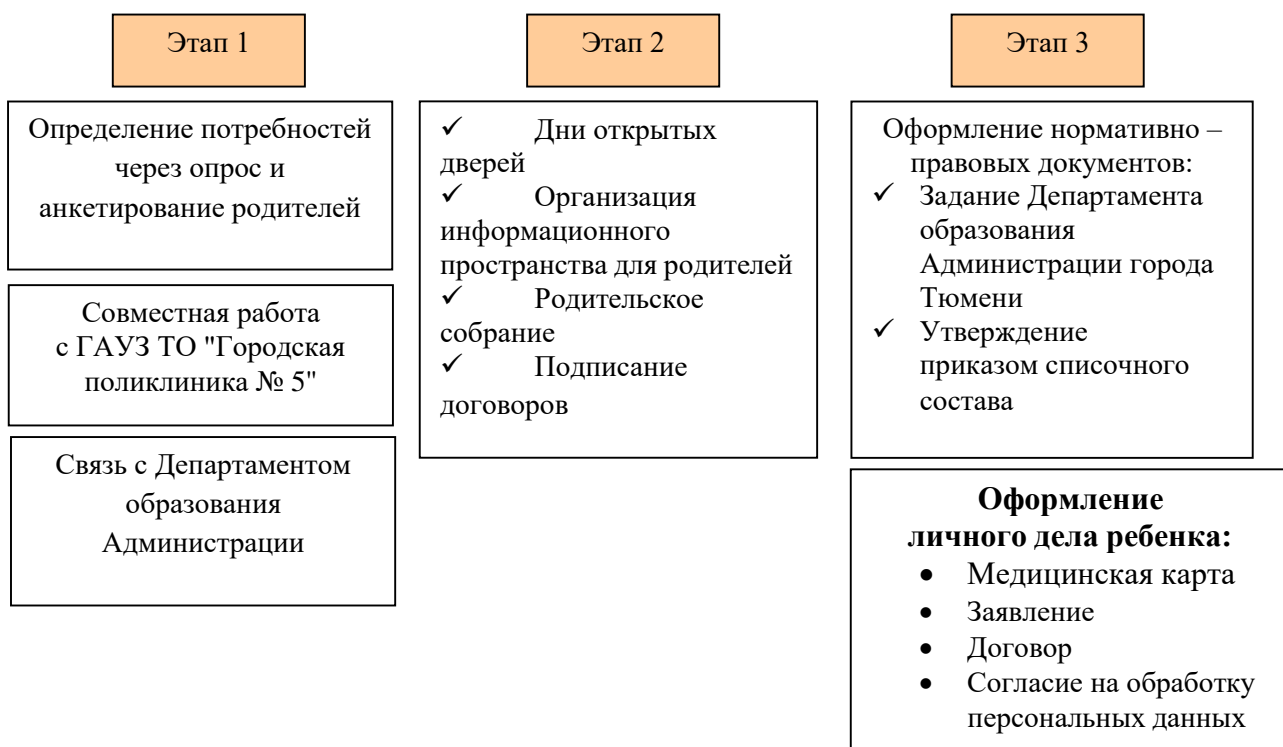 Этап 1
Определение потребностей
через опрос и
анкетирование родителей
Совместная работа
с ГАУЗ ТО "Городская
поликлиника № 5"
Связь с Департаментом
образования
Администрации
Этап 2
✓ Дни открытых
дверей
✓ Организация
информационного
пространства для родителей
✓ Родительское
собрание
✓ Подписание
договоров
Этап 3
Оформление нормативно –
правовых документов:
✓ Задание Департамента
образования
Администрации города
Тюмени
✓ Утверждение
приказом списочного
состава
Оформление
личного дела ребенка:
• Медицинская карта
• Заявление
• Договор
• Согласие на обработку
персональных данных